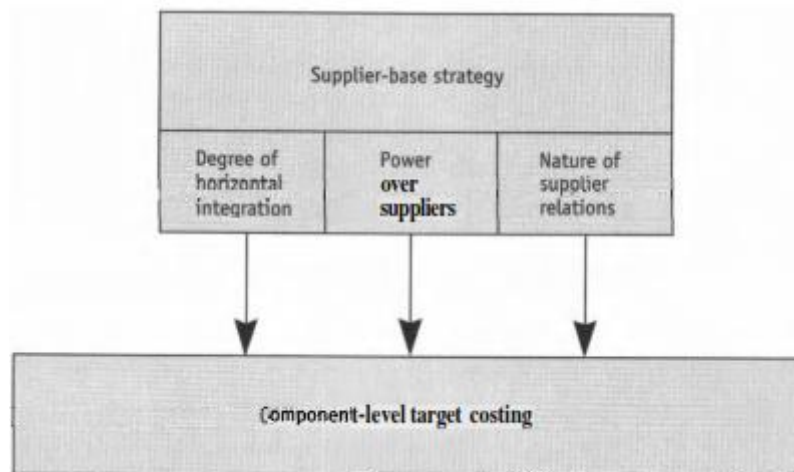 Supplier-base strategy
Degree of
horizontal
integration
Power
over
suppliers
Nature of
supplier
relations
Component-level target costing